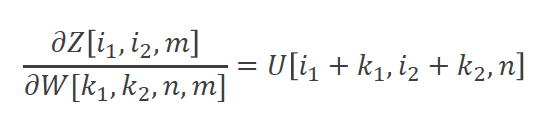 ∂Z[i₁, i₂, m]
∂W[k₁, k₂, n, m]
= U[i₁ + k₁, i₂ + k₂, n]